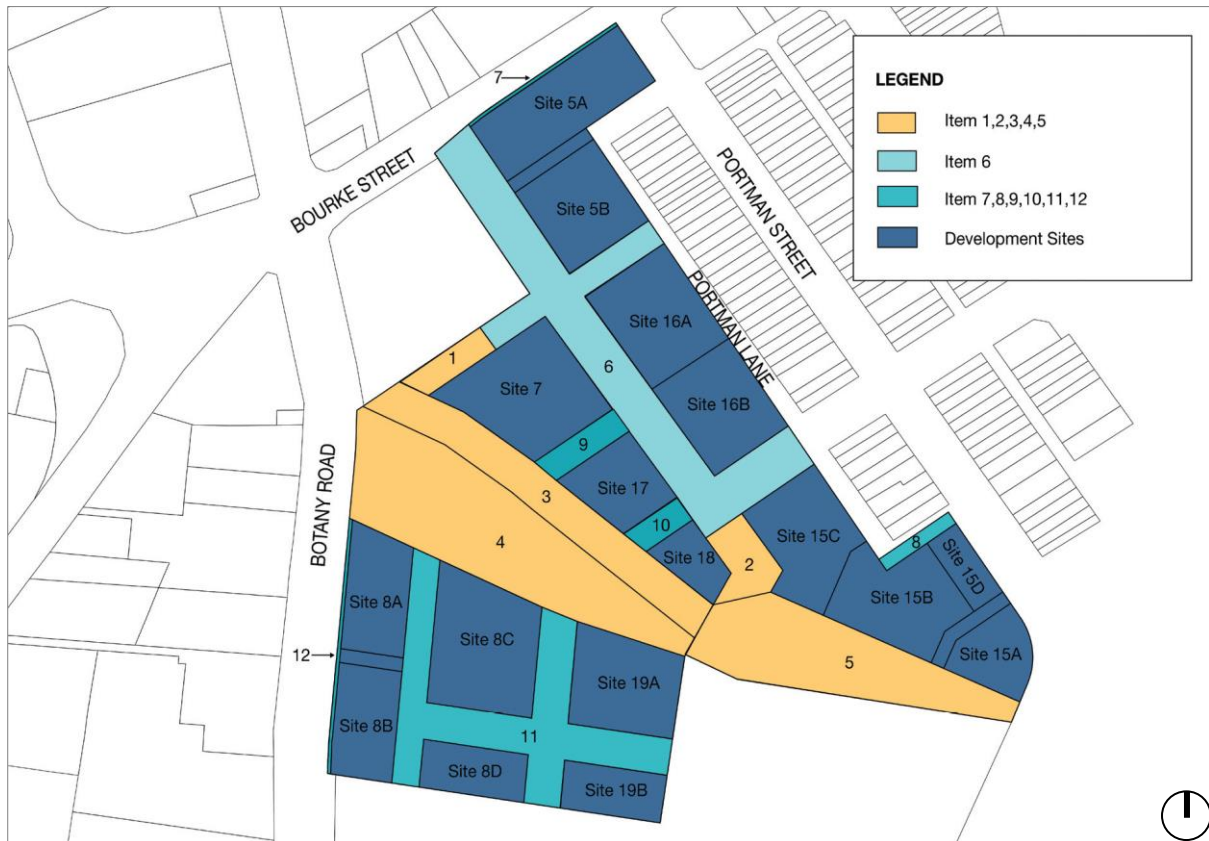 7
Site 5A
BOURKE STREET
Site 5B
PORTMAN STREET
PORTMAN LANE
LEGEND
Item 1,2,3,4,5
Item 6
Item 7,8,9,10,11,12
Development Sites
Site 16A
1
6
Site 7
Site 16B
9
3
Site 17
10
4
Site 18
2
Site 15C
8
Site 15D
Site 15B
Site 15A
5
BOTANY ROAD
Site 8A
12
Site 8C
Site 19A
Site 8B
11
Site 8D
Site 19B